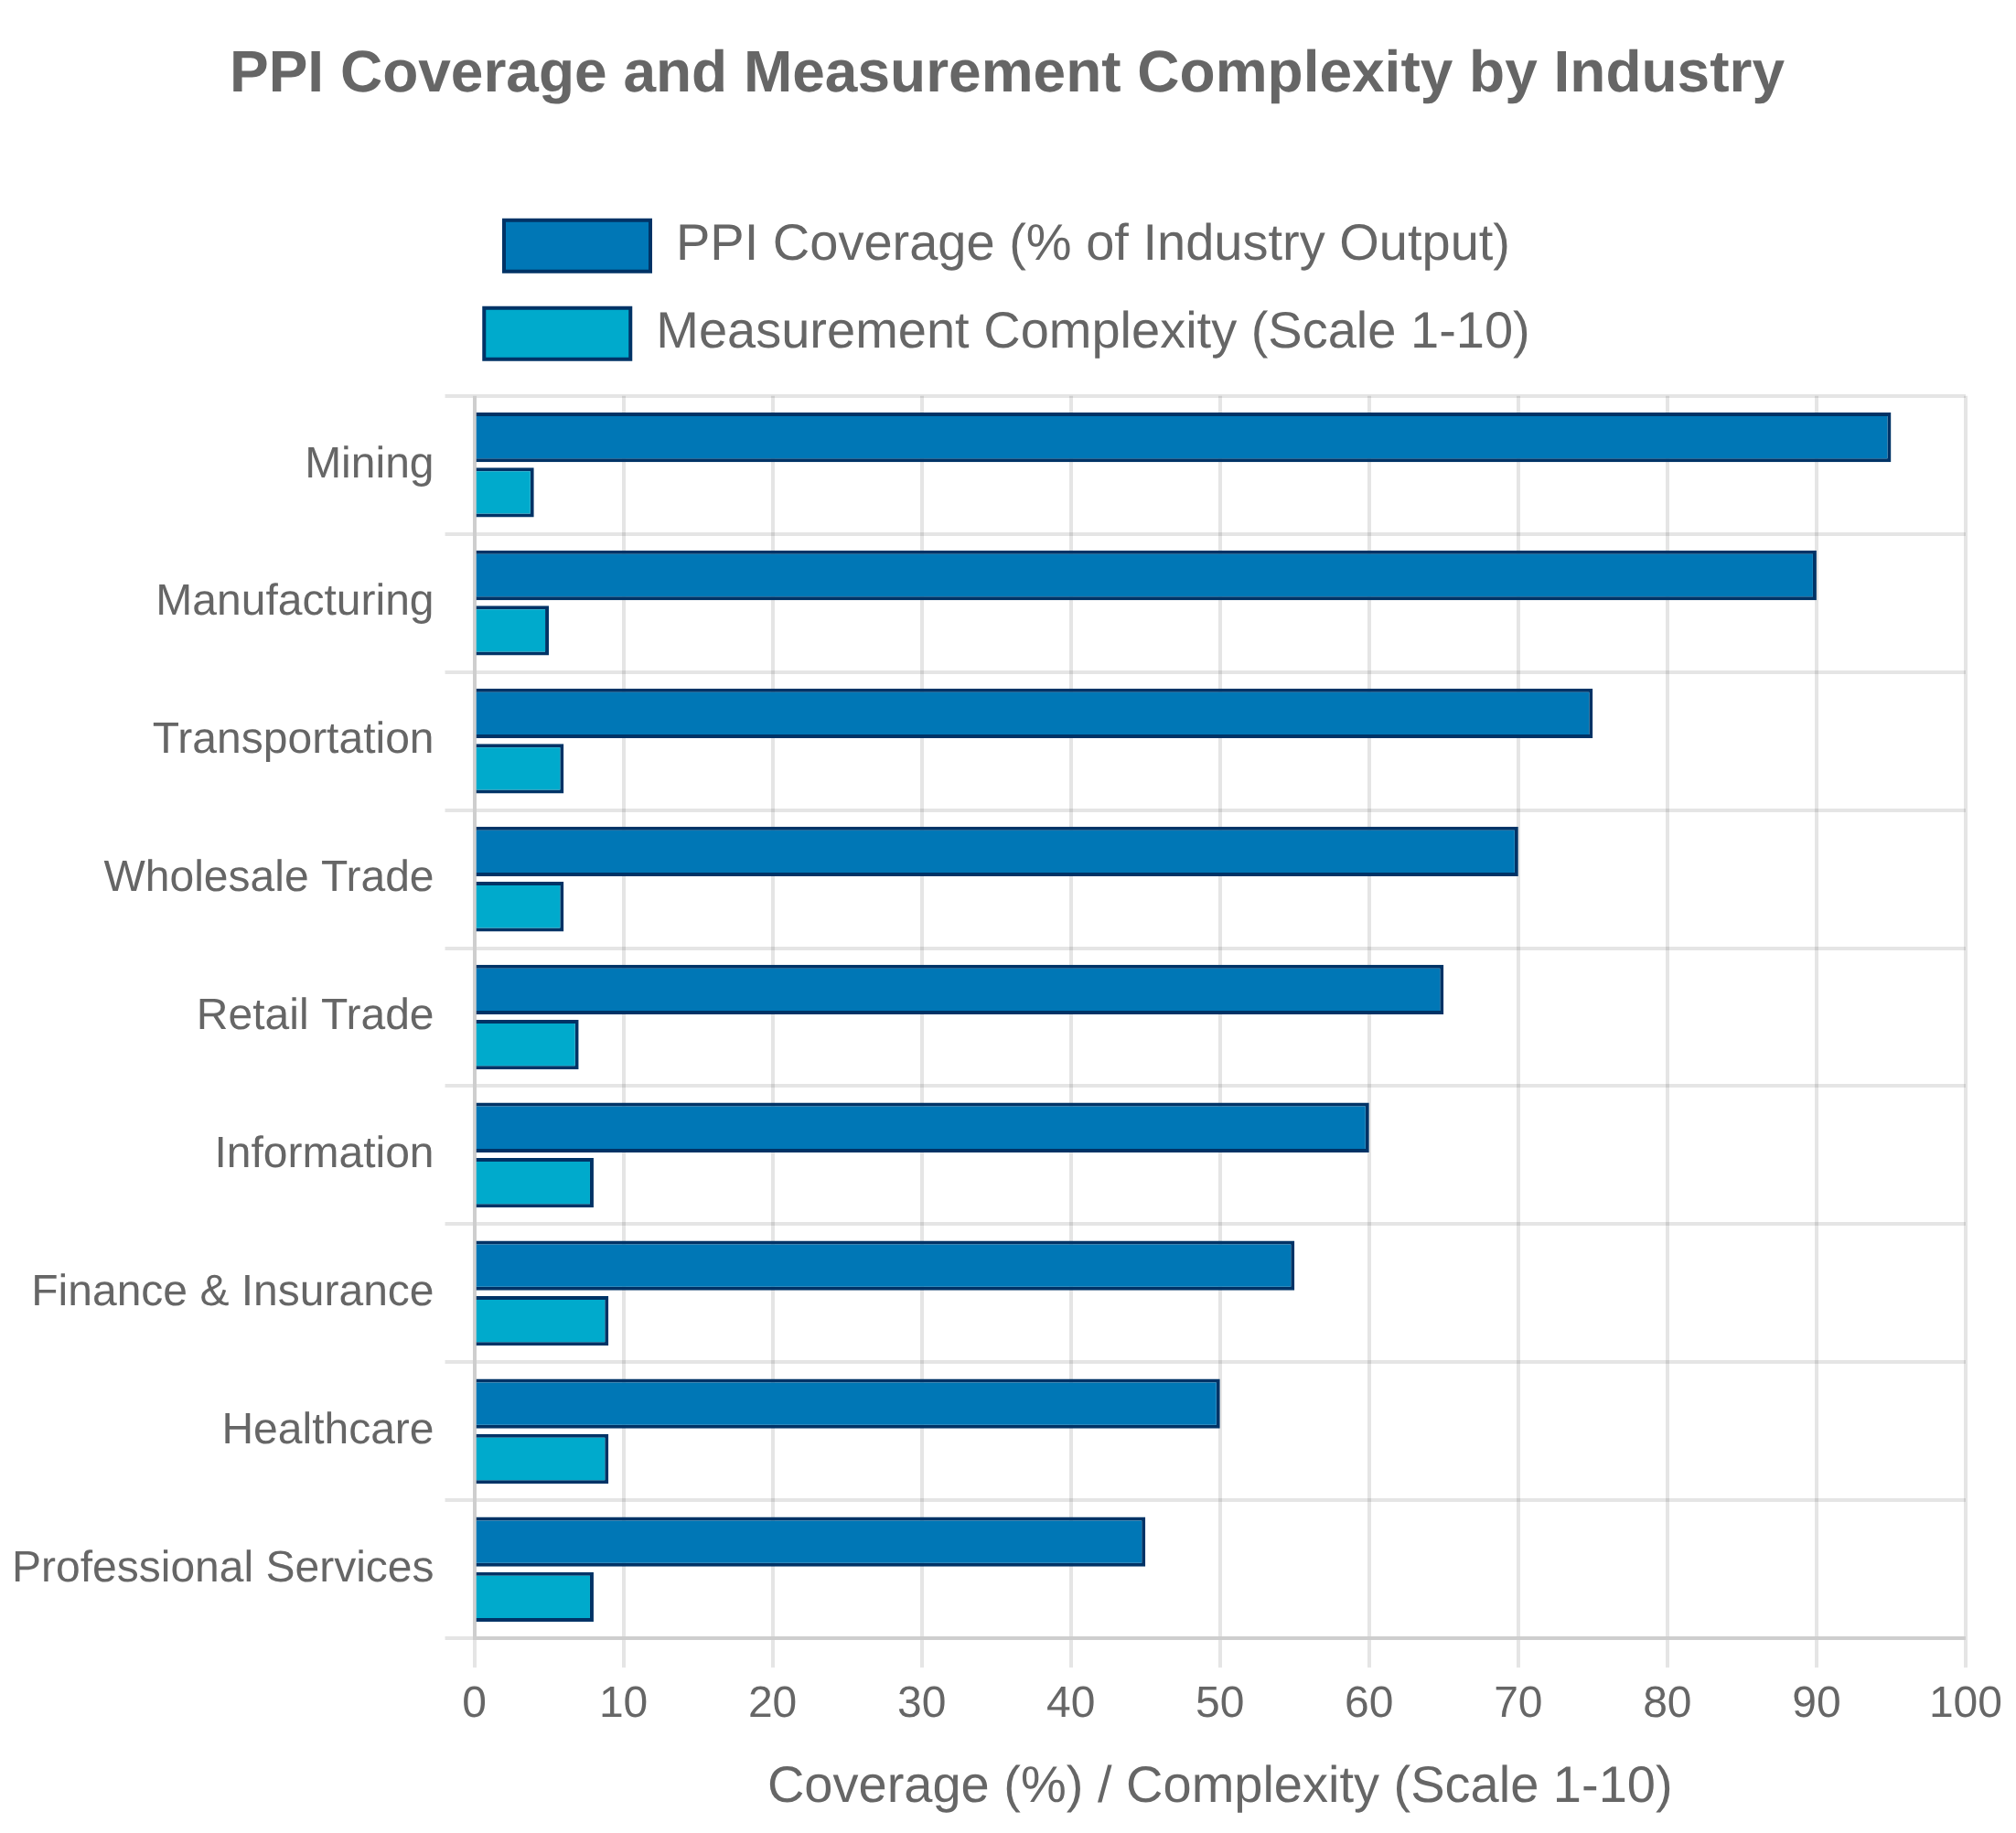 PPI Coverage and Measurement Complexity by Industry
PPI Coverage (% of Industry Output)
Measurement Complexity (Scale 1-10)
Mining
Manufacturing
Transportation
Wholesale Trade
Retail Trade
Information
Finance & Insurance
Healthcare
Professional Services
0 10 20 30 40 50 60 70 80 90 100
Coverage (%) / Complexity (Scale 1-10)